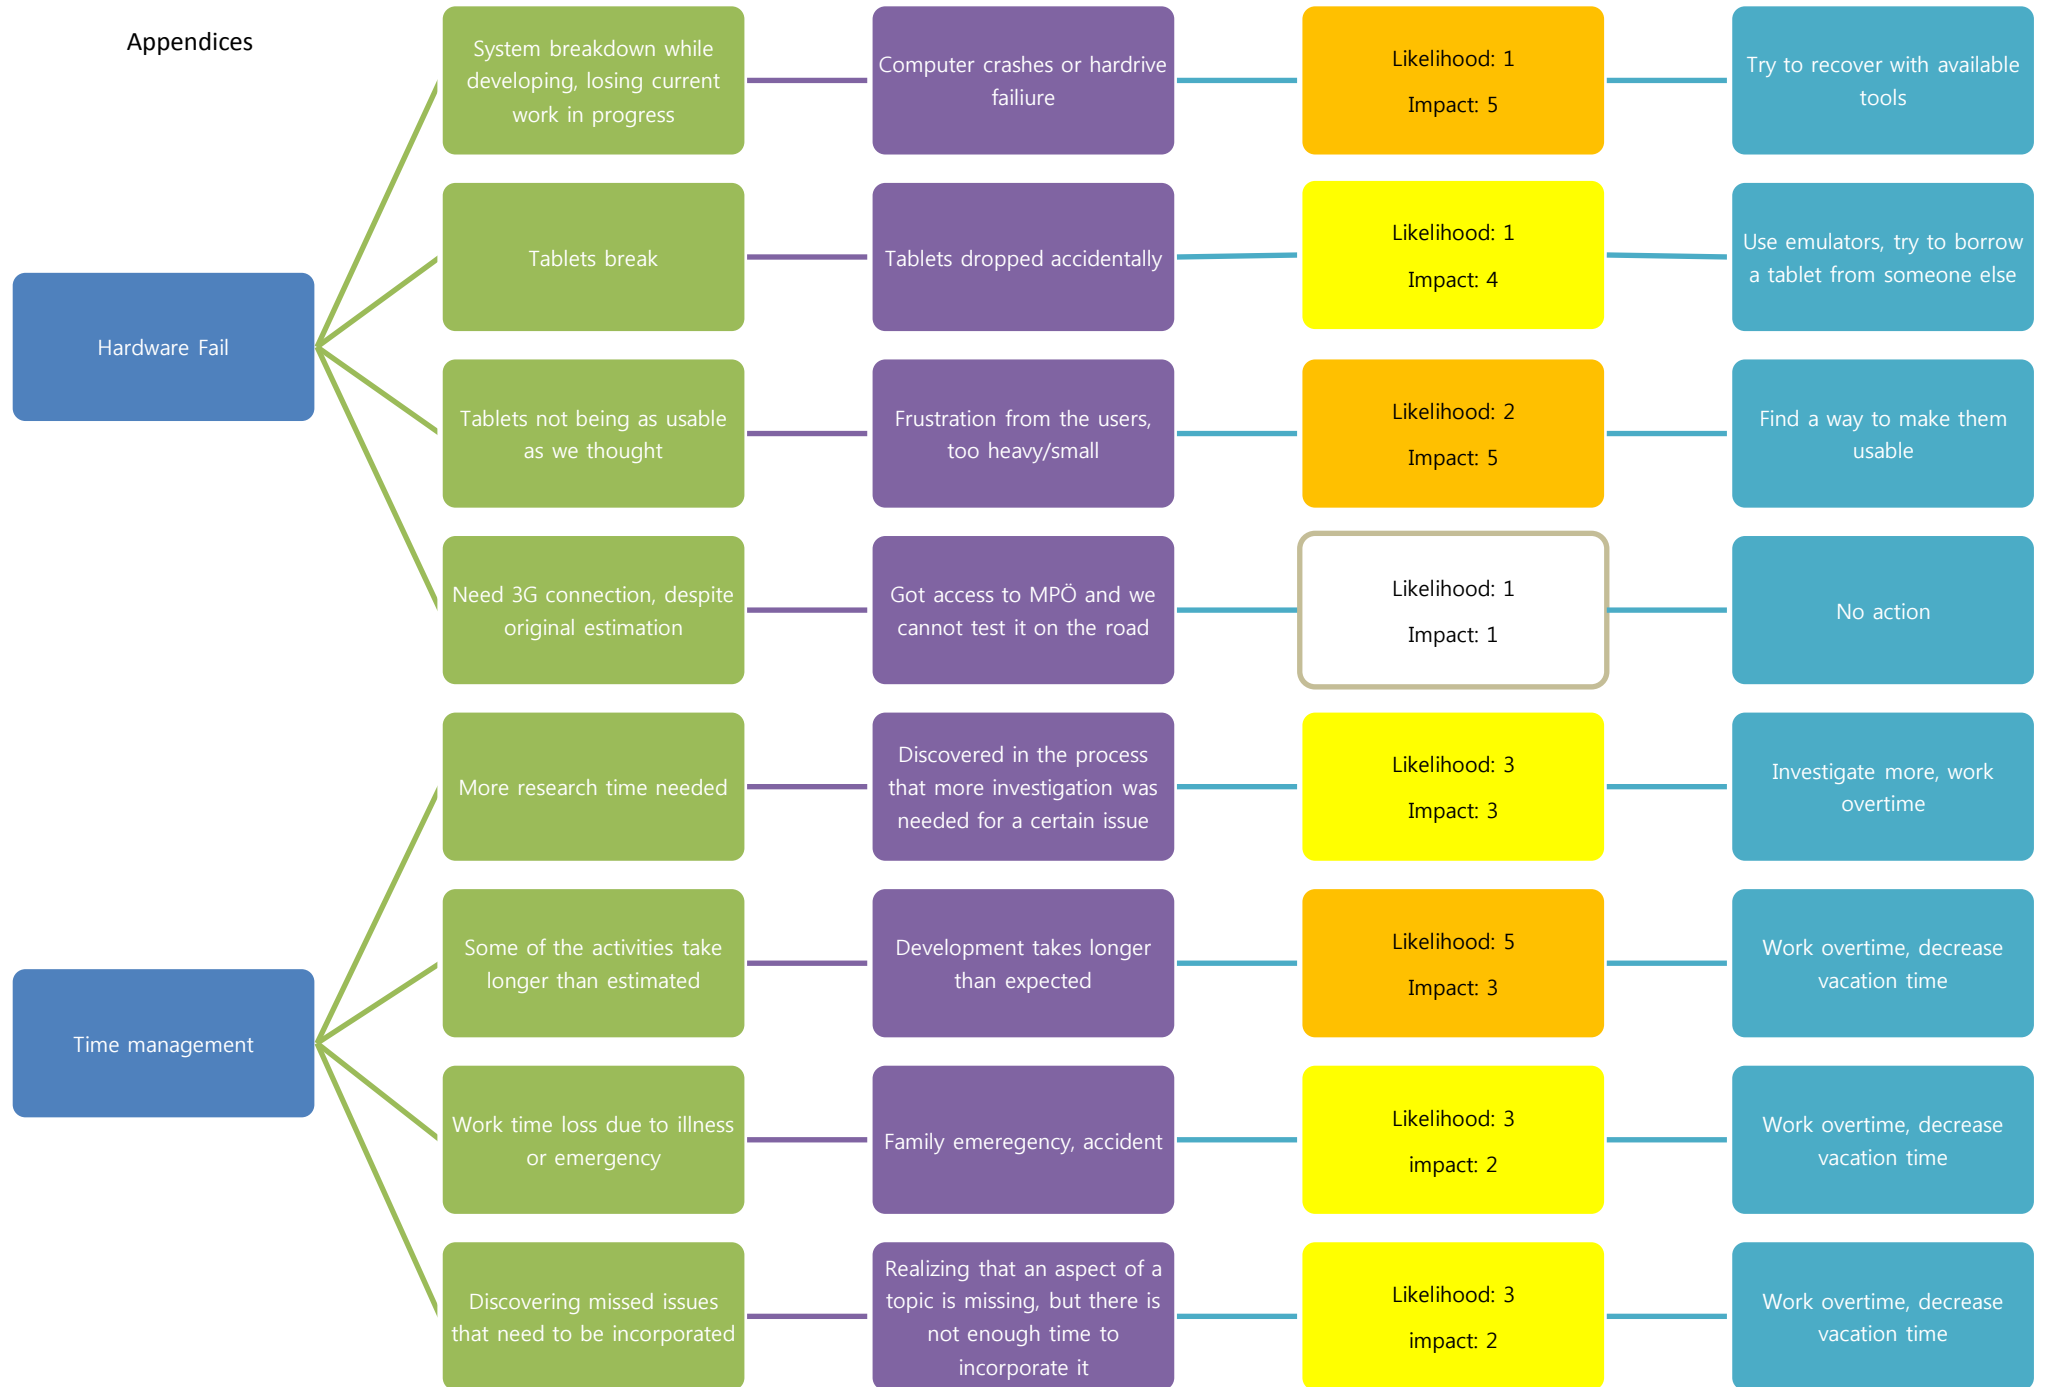 Appendices
Hardware Fail
System breakdown while
developing, losing current
work in progress
Computer crashes or hardrive
failiure
Likelihood: 1
Impact: 5
Try to recover with available
tools
Tablets break
Tablets dropped accidentally
Likelihood: 1
Impact: 4
Use emulators, try to borrow
a tablet from someone else
Tablets not being as usable
as we thought
Frustration from the users,
too heavy/small
Likelihood: 2
Impact: 5
Find a way to make them
usable
Need 3G connection, despite
original estimation
Got access to MPÖ and we
cannot test it on the road
Likelihood: 1
Impact: 1
No action
Time management
More research time needed
Discovered in the process
that more investigation was
needed for a certain issue
Likelihood: 3
Impact: 3
Investigate more, work
overtime
Some of the activities take
longer than estimated
Development takes longer
than expected
Likelihood: 5
Impact: 3
Work overtime, decrease
vacation time
Work time loss due to illness
or emergency
Family emeregency, accident
Likelihood: 3
impact: 2
Work overtime, decrease
vacation time
Discovering missed issues
that need to be incorporated
Realizing that an aspect of a
topic is missing, but there is
not enough time to
incorporate it
Likelihood: 3
impact: 2
Work overtime, decrease
vacation time